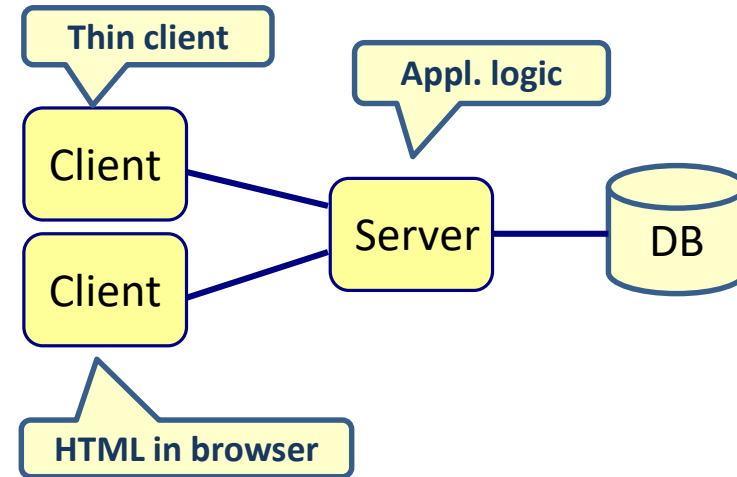 Thin client
Appl. logic
Client
Server
DB
Client
HTML in browser